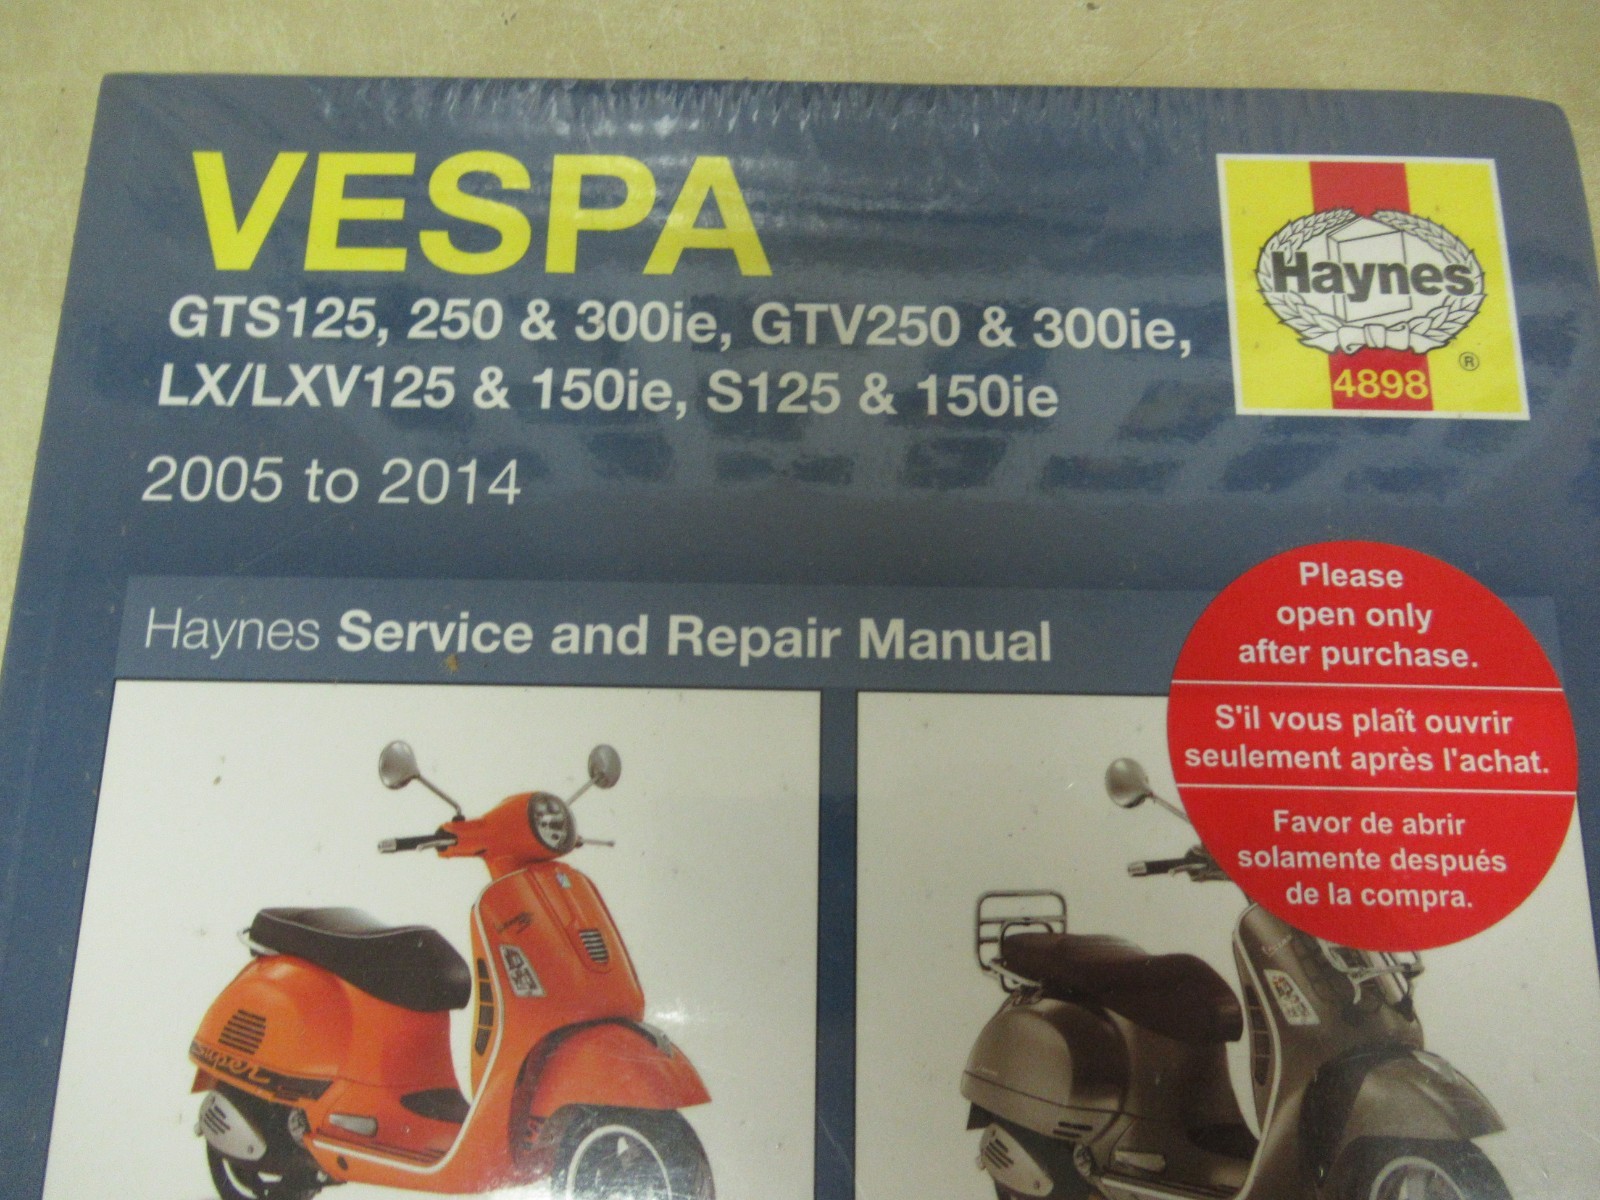 VESPA
GTS125, 250 & 300ie, GTV250 & 300ie,
LX/LXV125 & 150ie, S125 & 150ie
2005 to 2014
Haynes
®
4898
Haynes Service and Repair Manual
Please
open only
after purchase.
S'il vous plaît ouvrir
seulement après l'achat.
Favor de abrir
solamente después
de la compra.
super